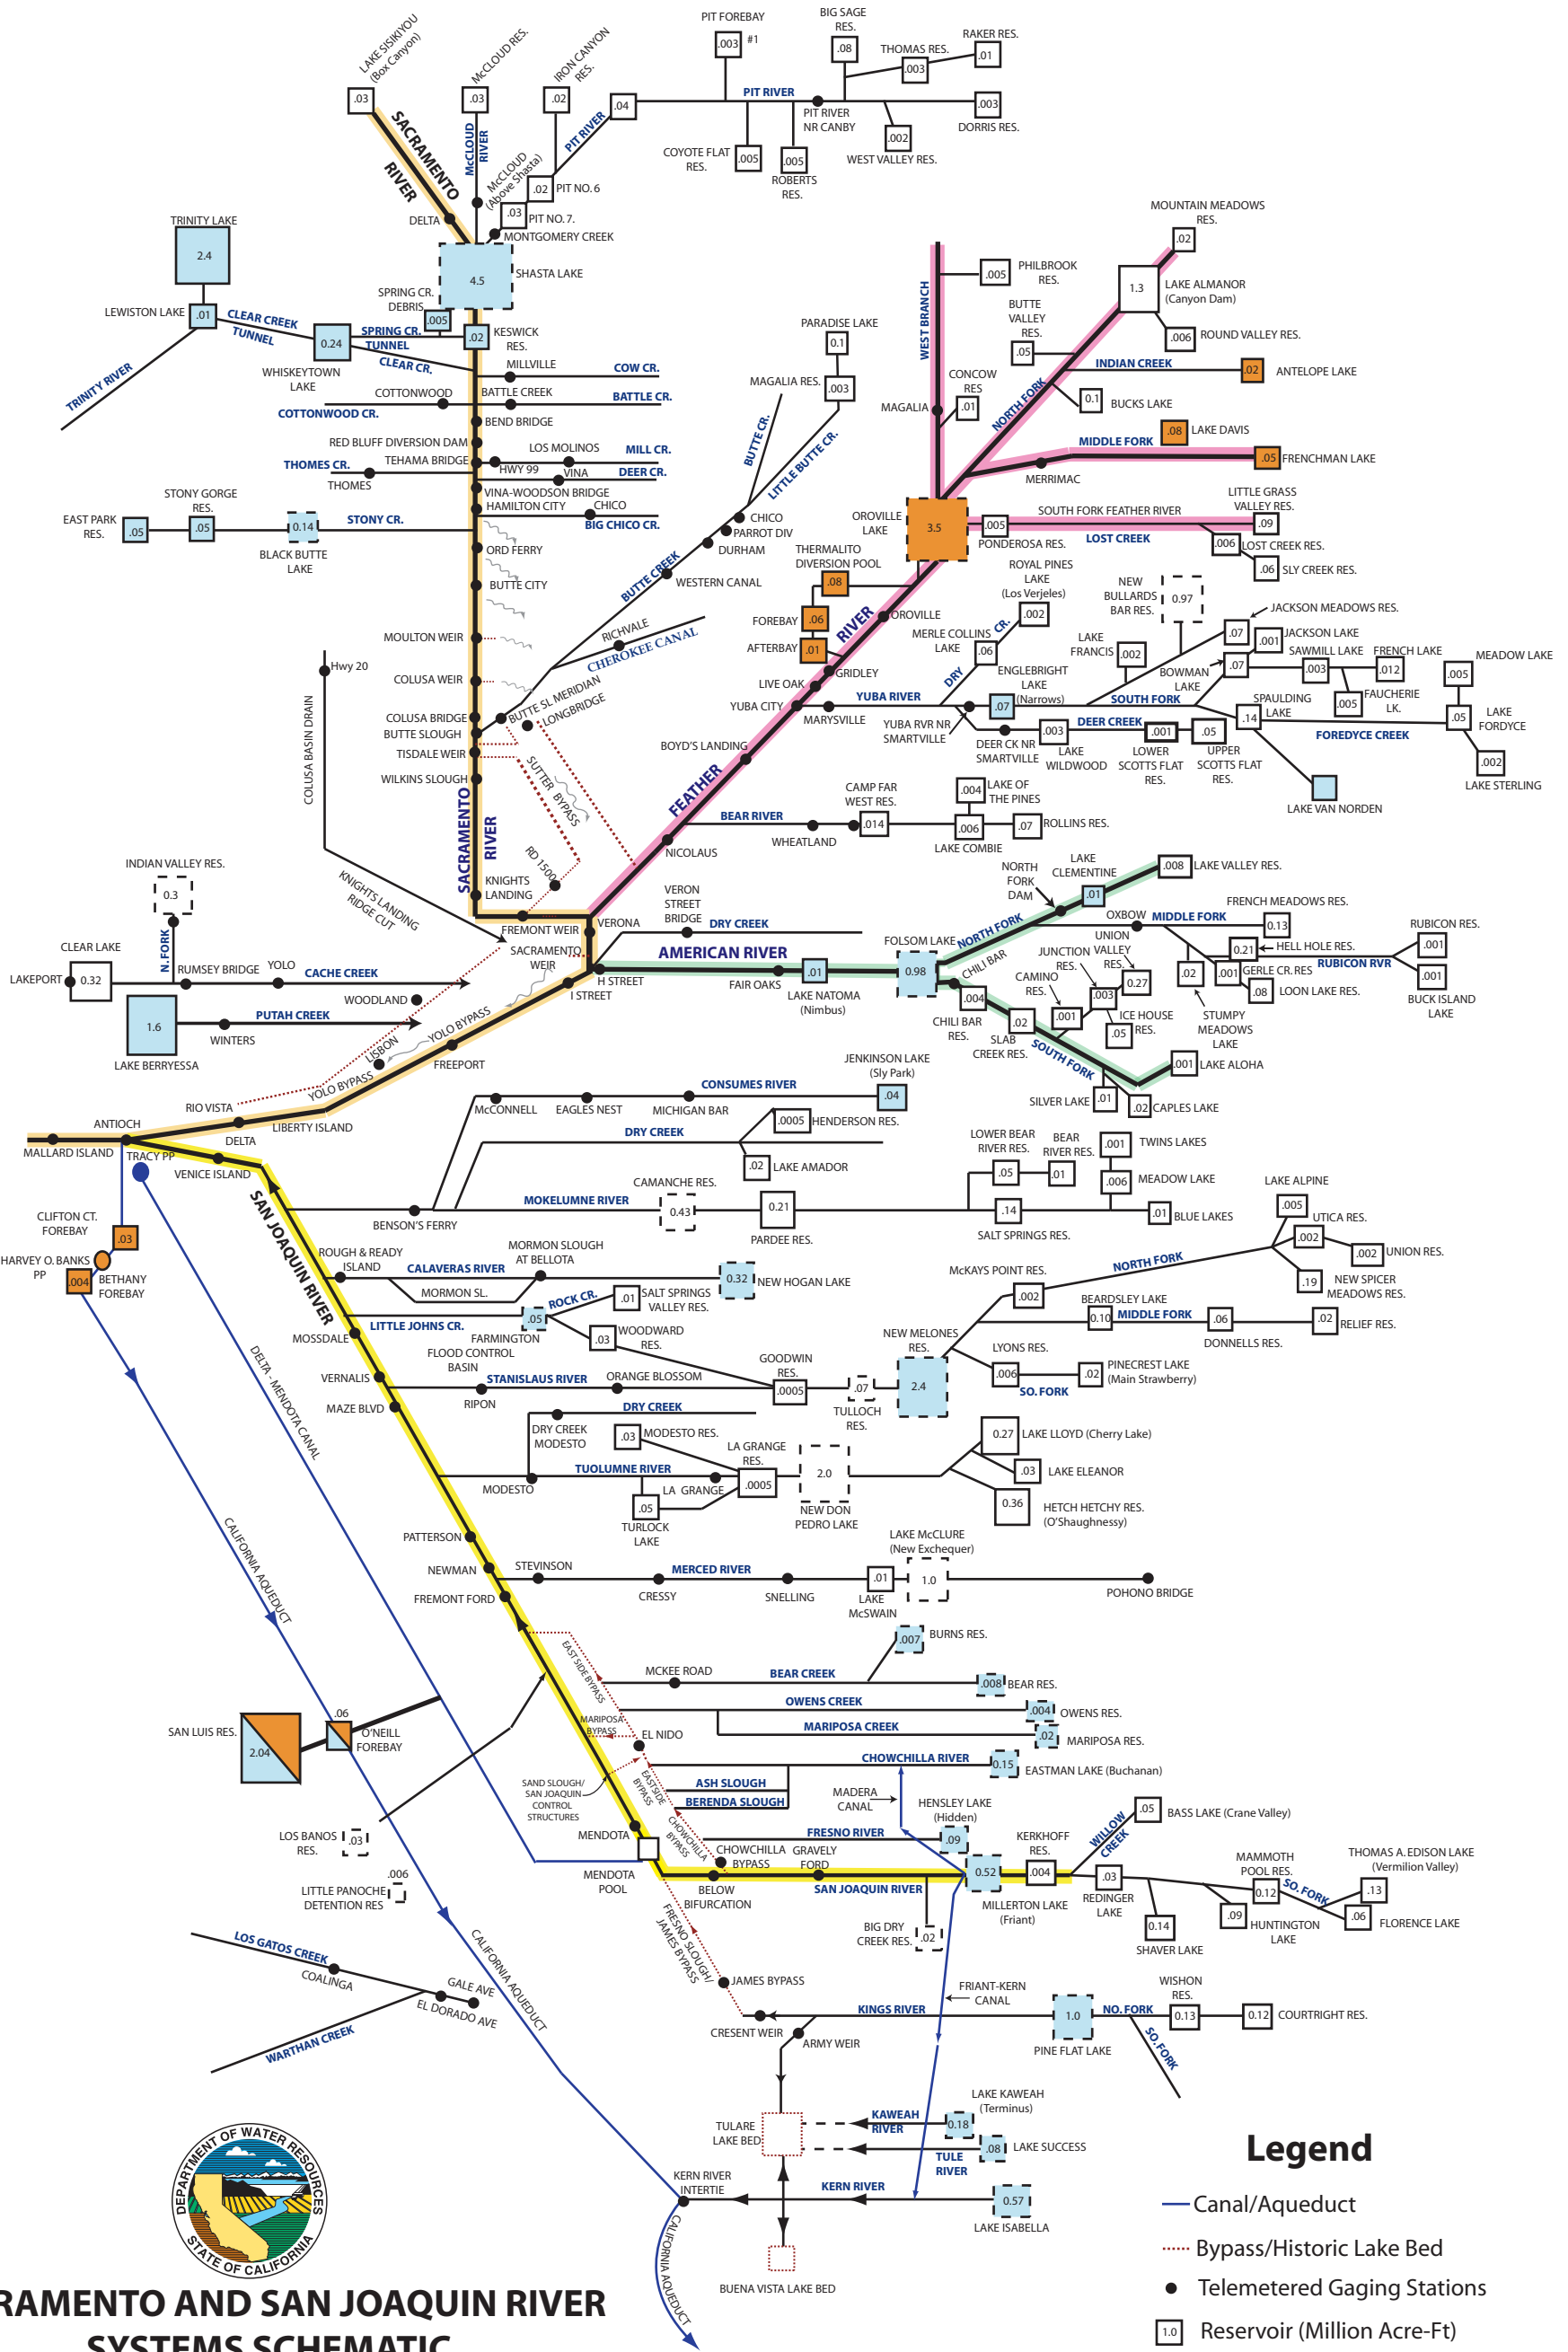 PIT FOREBAY
.003
#1
BIG SAGE
RES.
.08
THOMAS RES.
.003
RAKER RES.
.01
LAKE SISIKIYOU
(Box Canyon)
.03
McCLOUD RES.
.03
IRON CANYON
RES.
.02
.04
PIT RIVER
PIT RIVER
NR CANBY
.003
DORRIS RES.
.002
WEST VALLEY RES.
COYOTE FLAT
RES.
.005
.005
ROBERTS
RES.
PIT RIVER
SACRAMENTO
RIVER
McCLOUD
RIVER
McCLOUD
(Above Shasta)
.02
PIT NO. 6
.03
PIT NO. 7.
DELTA
MONTGOMERY CREEK
TRINITY LAKE
2.4
4.5
SHASTA LAKE
SPRING CR.
DEBRIS
.005
LEWISTON LAKE
.01
CLEAR CREEK
TUNNEL
0.24
WHISKEYTOWN
LAKE
SPRING CR.
TUNNEL
CLEAR CR.
.02
KESWICK
RES.
TRINITY RIVER
MILLVILLE
COW CR.
COTTONWOOD
COTTONWOOD CR.
BATTLE CREEK
BATTLE CR.
BEND BRIDGE
RED BLUFF DIVERSION DAM
TEHAMA BRIDGE
LOS MOLINOS
MILL CR.
HWY 99
THOMES CR.
THOMES
VINA
DEER CR.
VINA-WOODSON BRIDGE
HAMILTON CITY
CHICO
BIG CHICO CR.
STONY GORGE
RES.
EAST PARK
RES.
.05
.05
0.14
BLACK BUTTE
LAKE
STONY CR.
ORD FERRY
BUTTE CITY
MOULTON WEIR
COLUSA WEIR
COLUSA BRIDGE
BUTTE SLOUGH
TISDALE WEIR
WILKINS SLOUGH
Hwy 20
COLUSA BASIN DRAIN
KNIGHTS LANDING
RIDGE CUT
SACRAMENTO
RIVER
KNIGHTS
LANDING
RD 1500
SUTTER BYPASS
BUTTE SL MERIDIAN
LONGBRIDGE
RICHVALE
CHEROKEE CANAL
BUTTE CREEK
WESTERN CANAL
DURHAM
PARROT DIV
CHICO
BUTTE CR.
LITTLE BUTTE CR.
PARADISE LAKE
0.1
MAGALIA RES.
.003
WEST BRANCH
.005
PHILBROOK
RES.
MAGALIA
CONCOW
RES
.01
MOUNTAIN MEADOWS
RES.
.02
1.3
LAKE ALMANOR
(Canyon Dam)
.006
ROUND VALLEY RES.
BUTTE
VALLEY
RES.
.05
INDIAN CREEK
.02
ANTELOPE LAKE
NORTH FORK
0.1
BUCKS LAKE
.08
LAKE DAVIS
MIDDLE FORK
.05
FRENCHMAN LAKE
MERRIMAC
OROVILLE
LAKE
3.5
.005
PONDEROSA RES.
SOUTH FORK FEATHER RIVER
LOST CREEK
LITTLE GRASS
VALLEY RES.
.09
.006
LOST CREEK RES.
.06
SLY CREEK RES.
THERMALITO
DIVERSION POOL
.08
FOREBAY
.06
AFTERBAY
.01
OROVILLE
GRIDLEY
LIVE OAK
YUBA CITY
MARYSVILLE
FEATHER
RIVER
BOYD'S LANDING
NICOLAUS
ROYAL PINES
LAKE
(Los Verjeles)
.002
MERLE COLLINS
LAKE
.06
DRY
CR.
YUBA RIVER
ENGLEBRIGHT
LAKE
(Narrows)
.07
YUBA RVR NR
SMARTVILLE
LAKE
FRANCIS
.002
NEW
BULLARDS
BAR RES.
0.97
JACKSON MEADOWS RES.
.07
.001
JACKSON LAKE
BOWMAN
LAKE
.07
SAWMILL LAKE
.003
FRENCH LAKE
.012
.005
FAUCHERIE
LK.
MEADOW LAKE
.005
.05
LAKE
FORDYCE
.002
LAKE STERLING
SOUTH FORK
SPAULDING
LAKE
.14
FOREDYCE CREEK
LAKE VAN NORDEN
DEER CREEK
DEER CK NR
SMARTVILLE
.003
LAKE
WILDWOOD
.001
LOWER
SCOTTS FLAT
RES.
.05
UPPER
SCOTTS FLAT
RES.
BEAR RIVER
WHEATLAND
CAMP FAR
WEST RES.
.014
.004
LAKE OF
THE PINES
.006
LAKE COMBIE
.07
ROLLINS RES.
INDIAN VALLEY RES.
0.3
N. FORK
CLEAR LAKE
LAKEPORT
0.32
RUMSEY BRIDGE
YOLO
CACHE CREEK
1.6
LAKE BERRYESSA
PUTAH CREEK
WINTERS
WOODLAND
FREMONT WEIR
VERONA
SACRAMENTO
WEIR
I STREET
H STREET
VERON
STREET
BRIDGE
DRY CREEK
AMERICAN RIVER
FAIR OAKS
.01
LAKE NATOMA
(Nimbus)
FOLSOM LAKE
0.98
NORTH FORK
NORTH
FORK
DAM
LAKE
CLEMENTINE
.01
.008
LAKE VALLEY RES.
OXBOW
MIDDLE FORK
FRENCH MEADOWS RES.
0.13
0.21
HELL HOLE RES.
RUBICON RVR
RUBICON RES.
.001
.001
BUCK ISLAND
LAKE
.02
STUMPY
MEADOWS
LAKE
.001
GERLE CR. RES
.08
LOON LAKE RES.
UNION
VALLEY
RES.
0.27
JUNCTION
RES.
.003
CAMINO
RES.
.001
ICE HOUSE
RES.
.05
CHILI BAR
.004
CHILI BAR
RES.
.02
SLAB
CREEK RES.
SOUTH FORK
.001
LAKE ALOHA
SILVER LAKE
.01
.02
CAPLES LAKE
YOLO BYPASS
LISBON
YOLO BYPASS
FREEPORT
RIO VISTA
LIBERTY ISLAND
DELTA
ANTIOCH
MALLARD ISLAND
TRACY PP
VENICE ISLAND
JENKINSON LAKE
(Sly Park)
.04
CONSUMES RIVER
McCONNELL
EAGLES NEST
MICHIGAN BAR
DRY CREEK
.0005
HENDERSON RES.
.02
LAKE AMADOR
CAMANCHE RES.
0.43
MOKELUMNE RIVER
BENSON'S FERRY
0.21
PARDEE RES.
LOWER BEAR
RIVER RES.
.05
BEAR
RIVER RES.
.01
.14
SALT SPRINGS RES.
.001
TWINS LAKES
.006
MEADOW LAKE
.01
BLUE LAKES
SAN JOAQUIN RIVER
CLIFTON CT.
FOREBAY
.03
HARVEY O. BANKS
PP
.004
BETHANY
FOREBAY
ROUGH & READY
ISLAND
CALAVERAS RIVER
MORMON SLOUGH
AT BELLOTA
MORMON SL.
0.32
NEW HOGAN LAKE
LITTLE JOHNS CR.
.05
FARMINGTON
FLOOD CONTROL
BASIN
ROCK CR.
.01
SALT SPRINGS
VALLEY RES.
.03
WOODWARD
RES.
MOSSDALE
VERNALIS
MAZE BLVD
STANISLAUS RIVER
RIPON
ORANGE BLOSSOM
GOODWIN
RES.
.0005
.07
TULLOCH
RES.
NEW MELONES
RES.
2.4
McKAYS POINT RES.
.002
NORTH FORK
LAKE ALPINE
.005
UTICA RES.
.002
.002
UNION RES.
.19
NEW SPICER
MEADOWS RES.
BEARDSLEY LAKE
0.10
MIDDLE FORK
.06
DONNELLS RES.
.02
RELIEF RES.
LYONS RES.
.006
SO. FORK
.02
PINECREST LAKE
(Main Strawberry)
DRY CREEK
DRY CREEK
MODESTO
.03
MODESTO RES.
TUOLUMNE RIVER
MODESTO
LA GRANGE
LA GRANGE
RES.
.0005
.05
TURLOCK
LAKE
2.0
NEW DON
PEDRO LAKE
0.27
LAKE LLOYD (Cherry Lake)
.03
LAKE ELEANOR
0.36
HETCH HETCHY RES.
(O'Shaughnessy)
DELTA - MENDOTA CANAL
CALIFORNIA AQUEDUCT
PATTERSON
NEWMAN
STEVINSON
FREMONT FORD
MERCED RIVER
CRESSY
SNELLING
.01
LAKE
McSWAIN
LAKE McCLURE
(New Exchequer)
1.0
POHONO BRIDGE
.007
BURNS RES.
EAST SIDE BYPASS
MCKEE ROAD
BEAR CREEK
.008
BEAR RES.
OWENS CREEK
.004
OWENS RES.
MARIPOSA CREEK
.02
MARIPOSA RES.
MARIPOSA
BYPASS
EL NIDO
SAN LUIS RES.
2.04
.06
O'NEILL
FOREBAY
CHOWCHILLA RIVER
0.15
EASTMAN LAKE (Buchanan)
ASH SLOUGH
BERENDA SLOUGH
MADERA
CANAL
EASTSIDE
BYPASS
SAND SLOUGH/
SAN JOAQUIN
CONTROL
STRUCTURES
CHOWCHILLA
BYPASS
FRESNO RIVER
HENSLEY LAKE
(Hidden)
.09
MENDOTA
MENDOTA
POOL
CHOWCHILLA
BYPASS
GRAVELY
FORD
BELOW
BIFURCATION
SAN JOAQUIN RIVER
0.52
MILLERTON LAKE
(Friant)
KERKHOFF
RES.
.004
WILLOW
CREEK
.05
BASS LAKE (Crane Valley)
.03
REDINGER
LAKE
0.14
SHAVER LAKE
.09
HUNTINGTON
LAKE
MAMMOTH
POOL RES.
0.12
SO. FORK
THOMAS A. EDISON LAKE
(Vermilion Valley)
.13
.06
FLORENCE LAKE
BIG DRY
CREEK RES.
.02
LOS BANOS
RES.
.03
.006
LITTLE PANOCHE
DETENTION RES
LOS GATOS CREEK
COALINGA
GALE AVE
EL DORADO AVE
WARTHAN CREEK
CALIFORNIA AQUEDUCT
FRESNO SLOUGH/
JAMES BYPASS
JAMES BYPASS
FRIANT-KERN
CANAL
KINGS RIVER
CRESENT WEIR
ARMY WEIR
1.0
PINE FLAT LAKE
NO. FORK
SO. FORK
WISHON
RES.
0.13
0.12
COURTRIGHT RES.
TULARE
LAKE BED
KAWEAH
RIVER
LAKE KAWEAH
(Terminus)
0.18
.08
LAKE SUCCESS
TULE
RIVER
KERN RIVER
INTERTIE
KERN RIVER
0.57
LAKE ISABELLA
CALIFORNIA AQUEDUCT
BUENA VISTA LAKE BED
DEPARTMENT OF WATER RESOURCES
STATE OF CALIFORNIA
RAMENTO AND SAN JOAQUIN RIVER
SYSTEMS SCHEMATIC
Legend
Canal/Aqueduct
Bypass/Historic Lake Bed
Telemetered Gaging Stations
1.0
Reservoir (Million Acre-Ft)